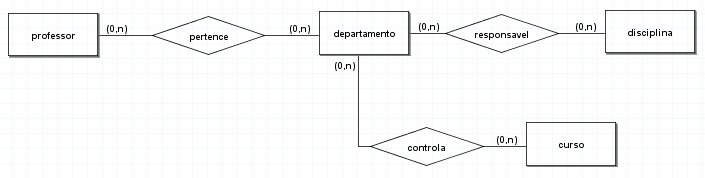 professor (0,n) pertence (0,n) departamento (0,n) responsavel (0,n) disciplina
(0,n)
controla (0,n) curso